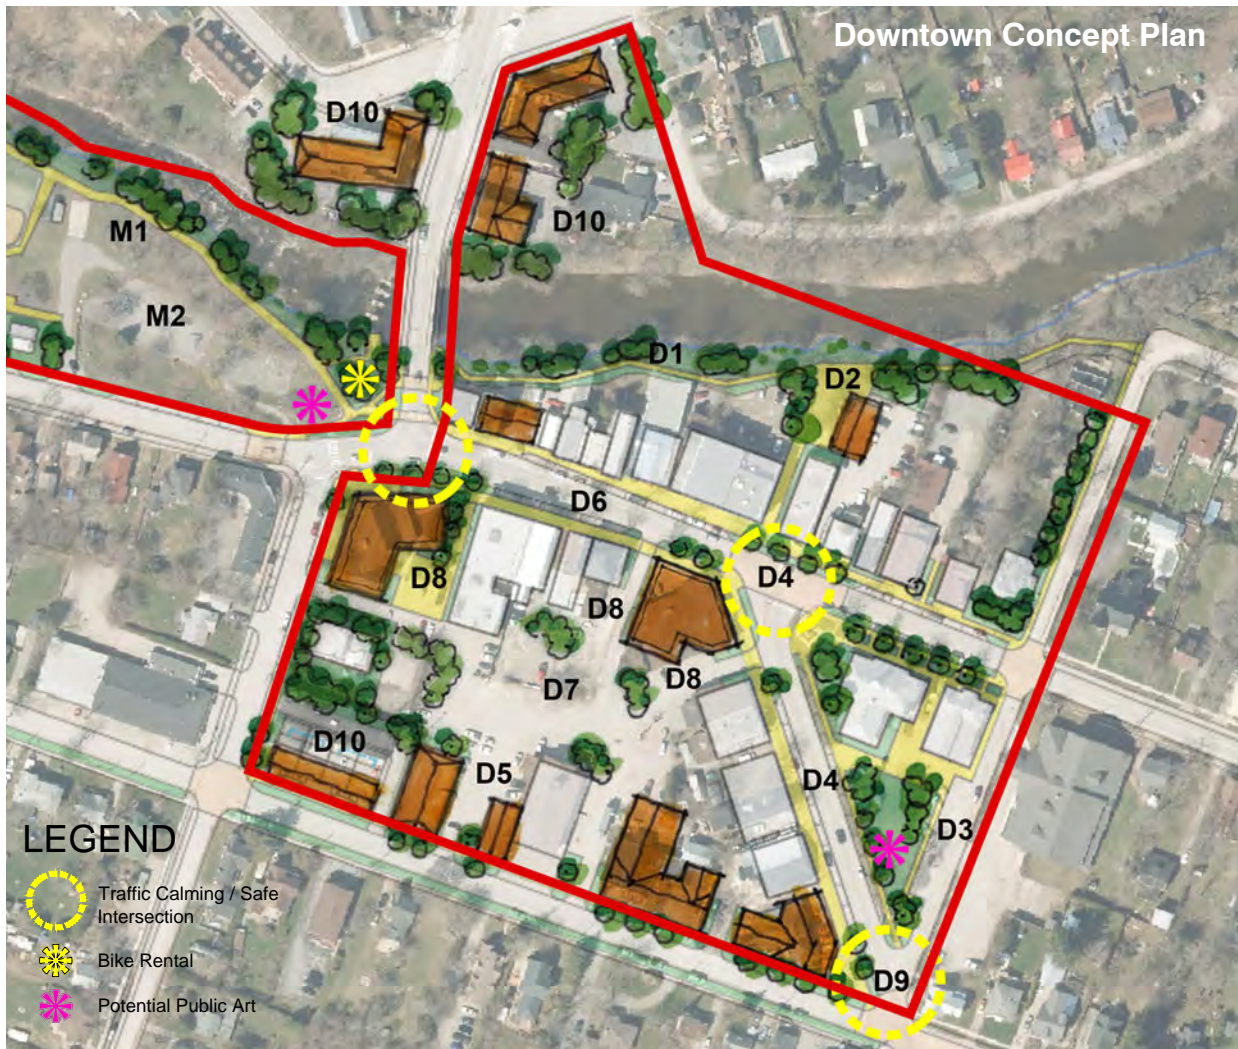 Downtown Concept Plan
D10
D10
M1
M2
D1
D2
D6
D4
D8
D8
D8
D7
D10
D5
D4
D3
D9
LEGEND
Traffic Calming / Safe
Intersection
Bike Rental
Potential Public Art